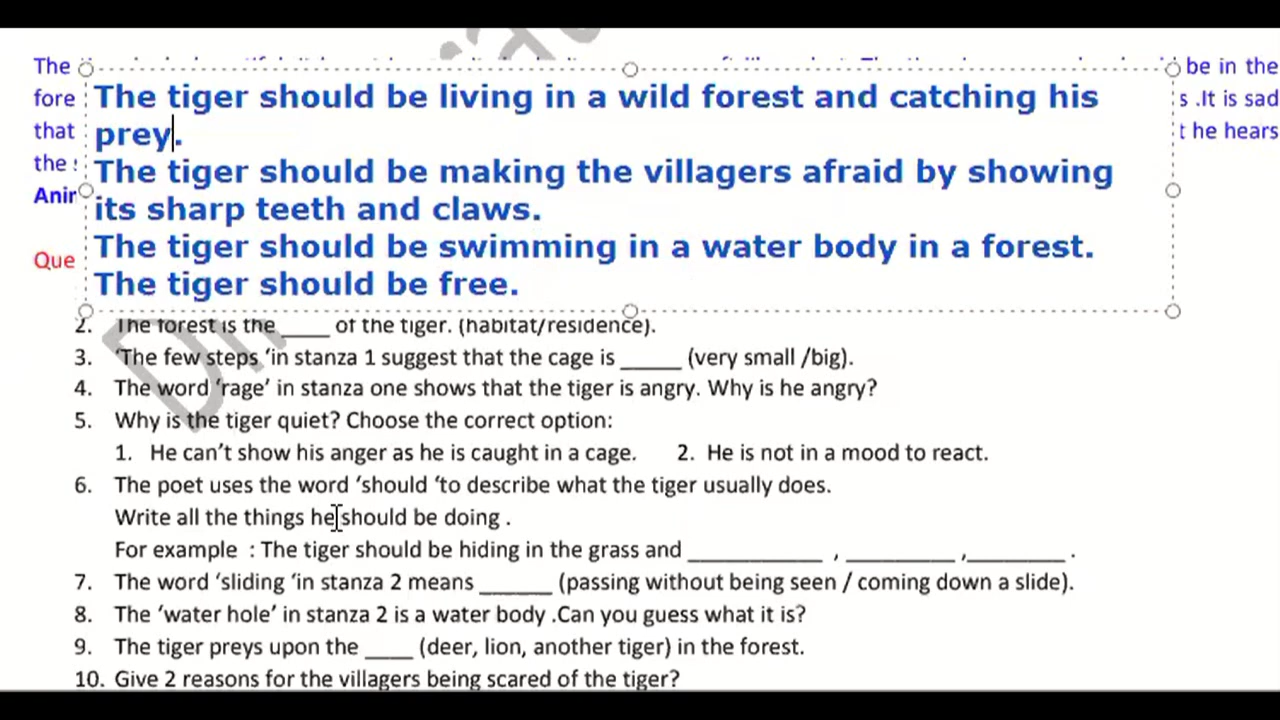 The be in the
The tiger should be living in a wild forest and catching his
fore s .It is sad
prey.
that t he hears
The tiger should be making the villagers afraid by showing
the
Anir
its sharp teeth and claws.
The tiger should be swimming in a water body in a forest.
Que
The tiger should be free.
2. The forest is the ____ of the tiger. (habitat/residence).
3. 'The few steps 'in stanza 1 suggest that the cage is _____ (very small /big).
4. The word 'rage' in stanza one shows that the tiger is angry. Why is he angry?
5. Why is the tiger quiet? Choose the correct option:
1. He can't show his anger as he is caught in a cage. 2. He is not in a mood to react.
6. The poet uses the word 'should 'to describe what the tiger usually does.
Write all the things he should be doing .
For example : The tiger should be hiding in the grass and ___________ , _________ ,________ .
7. The word 'sliding 'in stanza 2 means ______ (passing without being seen / coming down a slide).
8. The 'water hole' in stanza 2 is a water body .Can you guess what it is?
9. The tiger preys upon the ____ (deer, lion, another tiger) in the forest.
10. Give 2 reasons for the villagers being scared of the tiger?